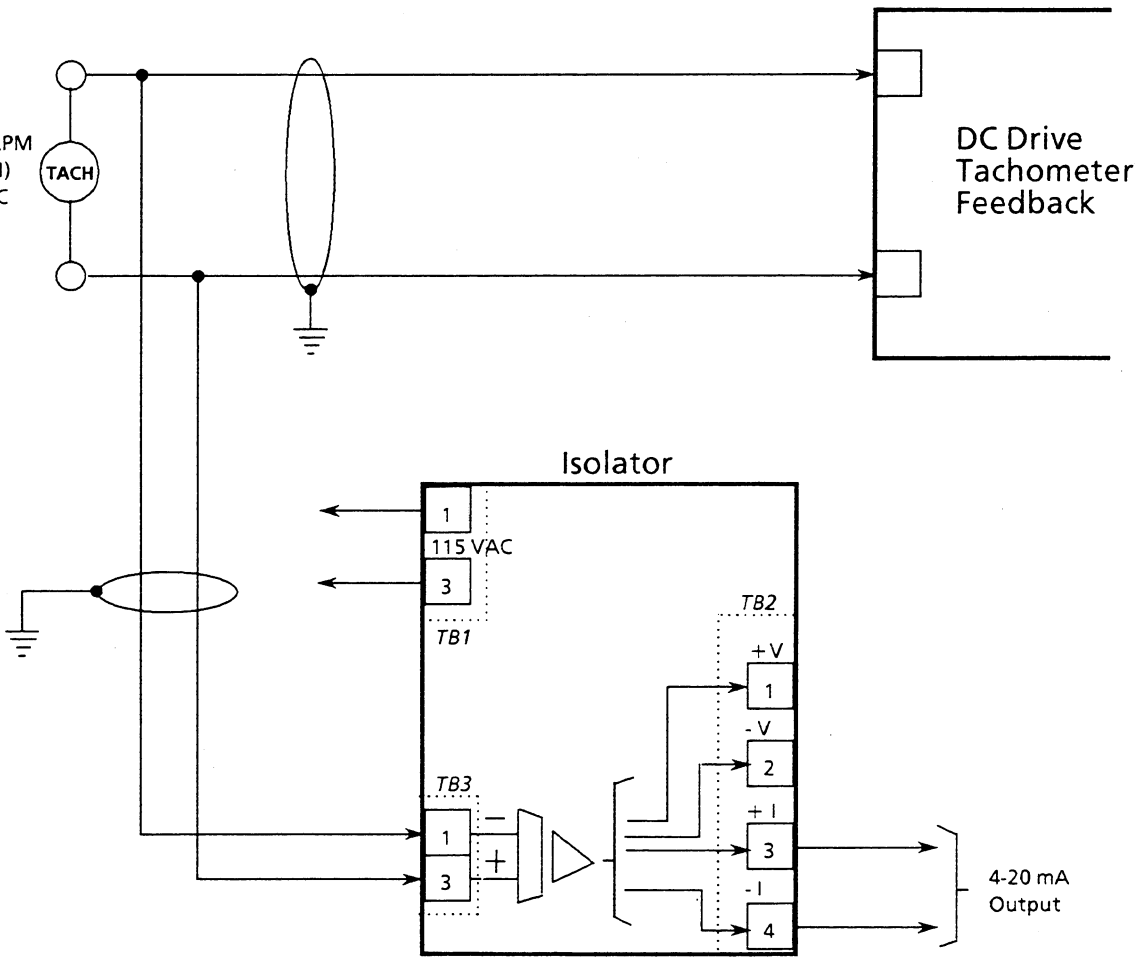 TACH
DC Drive
Tachometer
Feedback
Isolator
1
115 VAC
3
TB1
TB2
+V
1
- V
2
+ I
3
- I
4
TB3
1
−
+
3
4-20 mA
Output